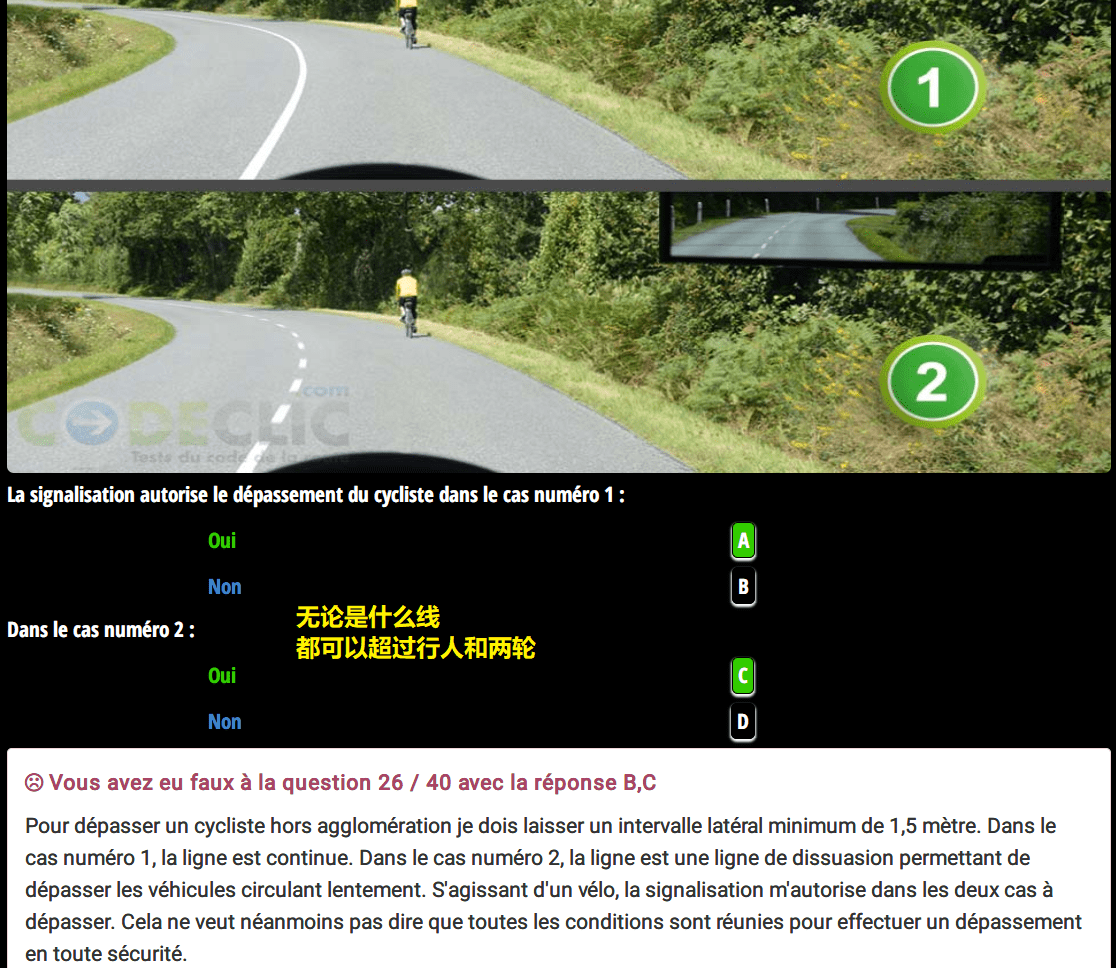 1
2
CODECLIC.com
Tests du code de la route
La signalisation autorise le dépassement du cycliste dans le cas numéro 1 :
Oui A
Non B
无论是什么线
Dans le cas numéro 2 :
都可以超过行人和两轮
Oui C
Non D
Vous avez eu faux à la question 26 / 40 avec la réponse B,C
Pour dépasser un cycliste hors agglomération je dois laisser un intervalle latéral minimum de 1,5 mètre. Dans le
cas numéro 1, la ligne est continue. Dans le cas numéro 2, la ligne est une ligne de dissuasion permettant de
dépasser les véhicules circulant lentement. S'agissant d'un vélo, la signalisation m'autorise dans les deux cas à
dépasser. Cela ne veut néanmoins pas dire que toutes les conditions sont réunies pour effectuer un dépassement
en toute sécurité.